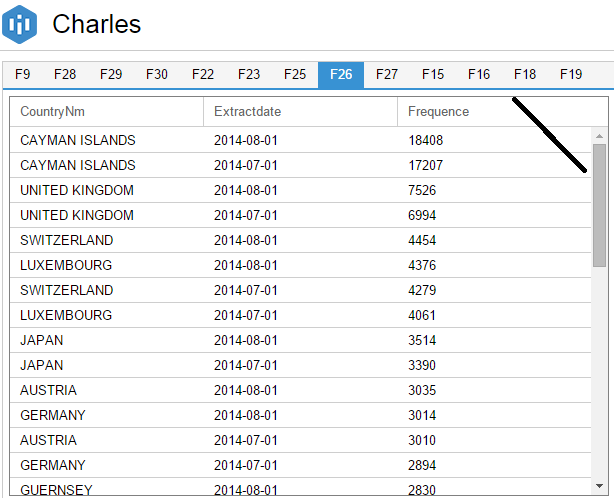 Charles
F9 F28 F29 F30 F22 F23 F25 F26 F27 F15 F16 F18 F19
CountryNm Extractdate Frequence
CAYMAN ISLANDS 2014-08-01 18408
CAYMAN ISLANDS 2014-07-01 17207
UNITED KINGDOM 2014-08-01 7526
UNITED KINGDOM 2014-07-01 6994
SWITZERLAND 2014-08-01 4454
LUXEMBOURG 2014-08-01 4376
SWITZERLAND 2014-07-01 4279
LUXEMBOURG 2014-07-01 4061
JAPAN 2014-08-01 3514
JAPAN 2014-07-01 3390
AUSTRIA 2014-08-01 3035
GERMANY 2014-08-01 3014
AUSTRIA 2014-07-01 3010
GERMANY 2014-07-01 2894
GUERNSEY 2014-08-01 2830